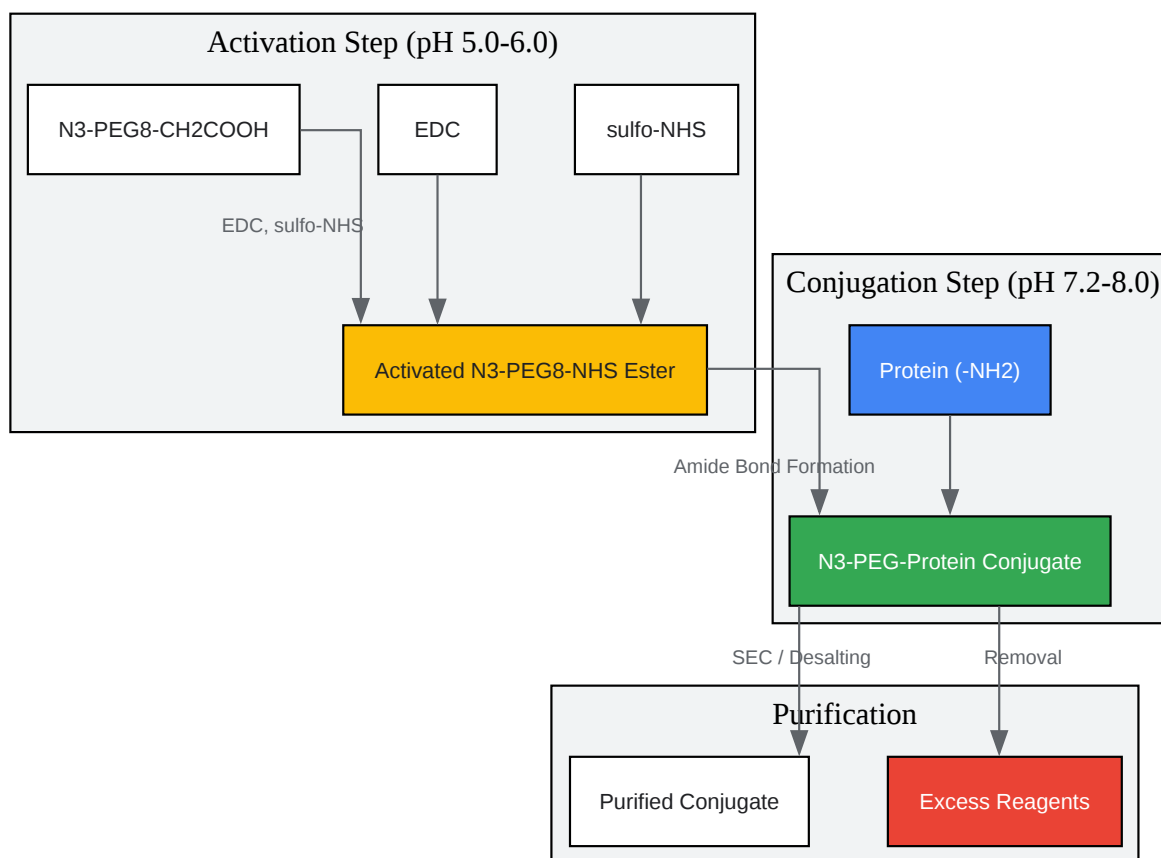 Activation Step (pH 5.0-6.0)
N3-PEG8-CH2COOH
EDC
sulfo-NHS
EDC, sulfo-NHS
Activated N3-PEG8-NHS Ester
Conjugation Step (pH 7.2-8.0)
Protein (-NH2)
Amide Bond Formation
N3-PEG-Protein Conjugate
SEC / Desalting
Removal
Purification
Purified Conjugate
Excess Reagents